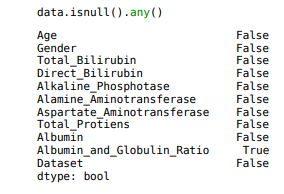 data.isnull().any()
Age False
Gender False
Total_Bilirubin False
Direct_Bilirubin False
Alkaline_Phosphotase False
Alamine_Aminotransferase False
Aspartate_Aminotransferase False
Total_Protiens False
Albumin False
Albumin_and_Globulin_Ratio True
Dataset False
dtype: bool